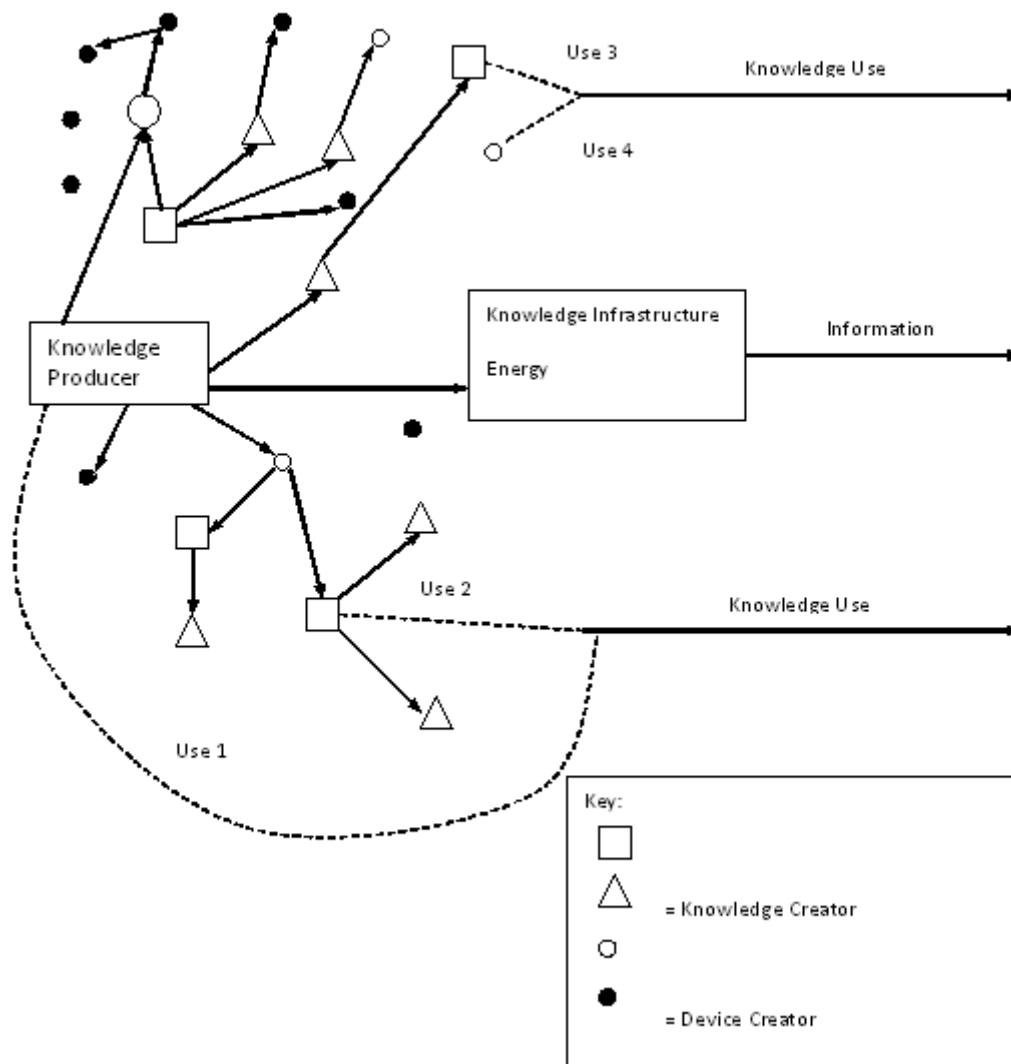 Use 3
Knowledge Use
Use 4
Knowledge Infrastructure
Energy
Information
Knowledge
Producer
Use 2
Knowledge Use
Use 1
Key:
= Knowledge Creator
= Device Creator